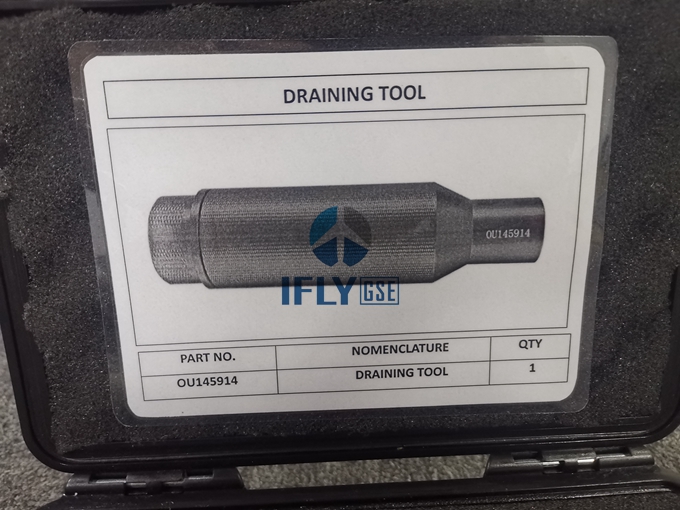 DRAINING TOOL
OU145914
IFLY GSE
PART NO. NOMENCLATURE QTY
OU145914 DRAINING TOOL 1